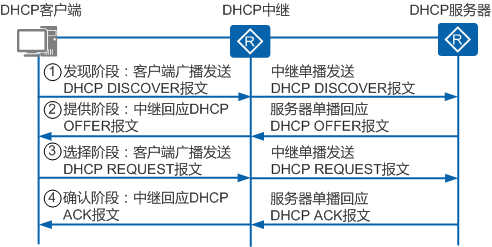 DHCP客户端
DHCP中继
DHCP服务器
R
R
① 发现阶段：客户端广播发送
DHCP DISCOVER报文
中继单播发送
DHCP DISCOVER报文
② 提供阶段：中继回应DHCP
OFFER报文
服务器单播回应
DHCP OFFER报文
③ 选择阶段：客户端广播发送
DHCP REQUEST报文
中继单播发送
DHCP REQUEST报文
④ 确认阶段：中继回应DHCP
ACK报文
服务器单播回应
DHCP ACK报文